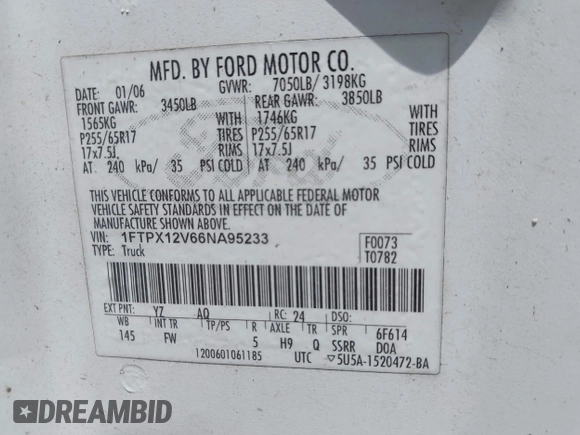 MFD. BY FORD MOTOR CO.
DATE: 01/06 GVWR: 7050LB/ 3198KG
FRONT GAWR: 3450LB REAR GAWR: 3850LB
1565KG WITH 1746KG WITH
P255/65R17 TIRES P255/65R17 TIRES
17x7.5J RIMS 17x7.5J RIMS
AT 240 kPa/ 35 PSI COLD AT 240 kPa/ 35 PSI COLD
THIS VEHICLE CONFORMS TO ALL APPLICABLE FEDERAL MOTOR
VEHICLE SAFETY STANDARDS IN EFFECT ON THE DATE OF
MANUFACTURE SHOWN ABOVE.
VIN: 1FTPX12V66NA95233 F0073
TYPE: Truck T0782
EXT PNT: YZ AQ RC: 24 6F614
WB INT TR TP/PS R AXLE TR SPR DOA
145 FW 5 H9 Q SSRR
1200601061185 UTC ▽5U5A-1520472-BA
DREAMBID